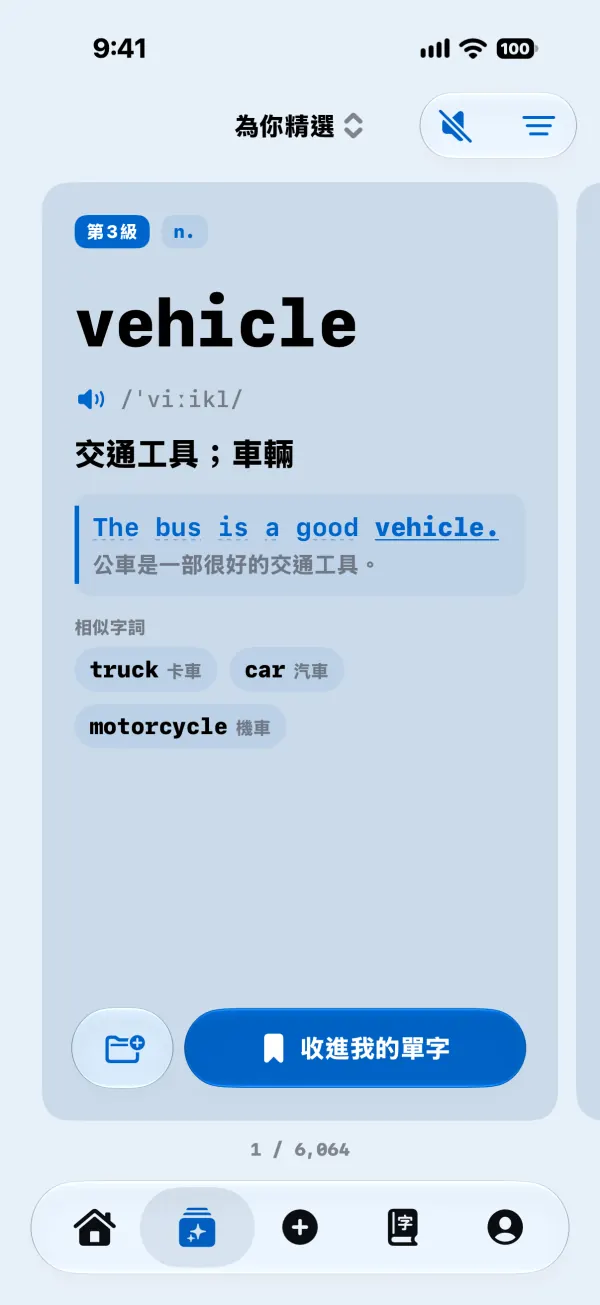 9:41
100
為你精選
第3級 n.
vehicle
/ˈviːikl/
交通工具；車輛
The bus is a good vehicle.
公車是一部很好的交通工具。
相似字詞
truck 卡車 car 汽車
motorcycle 機車
收進我的單字
1 / 6,064
字